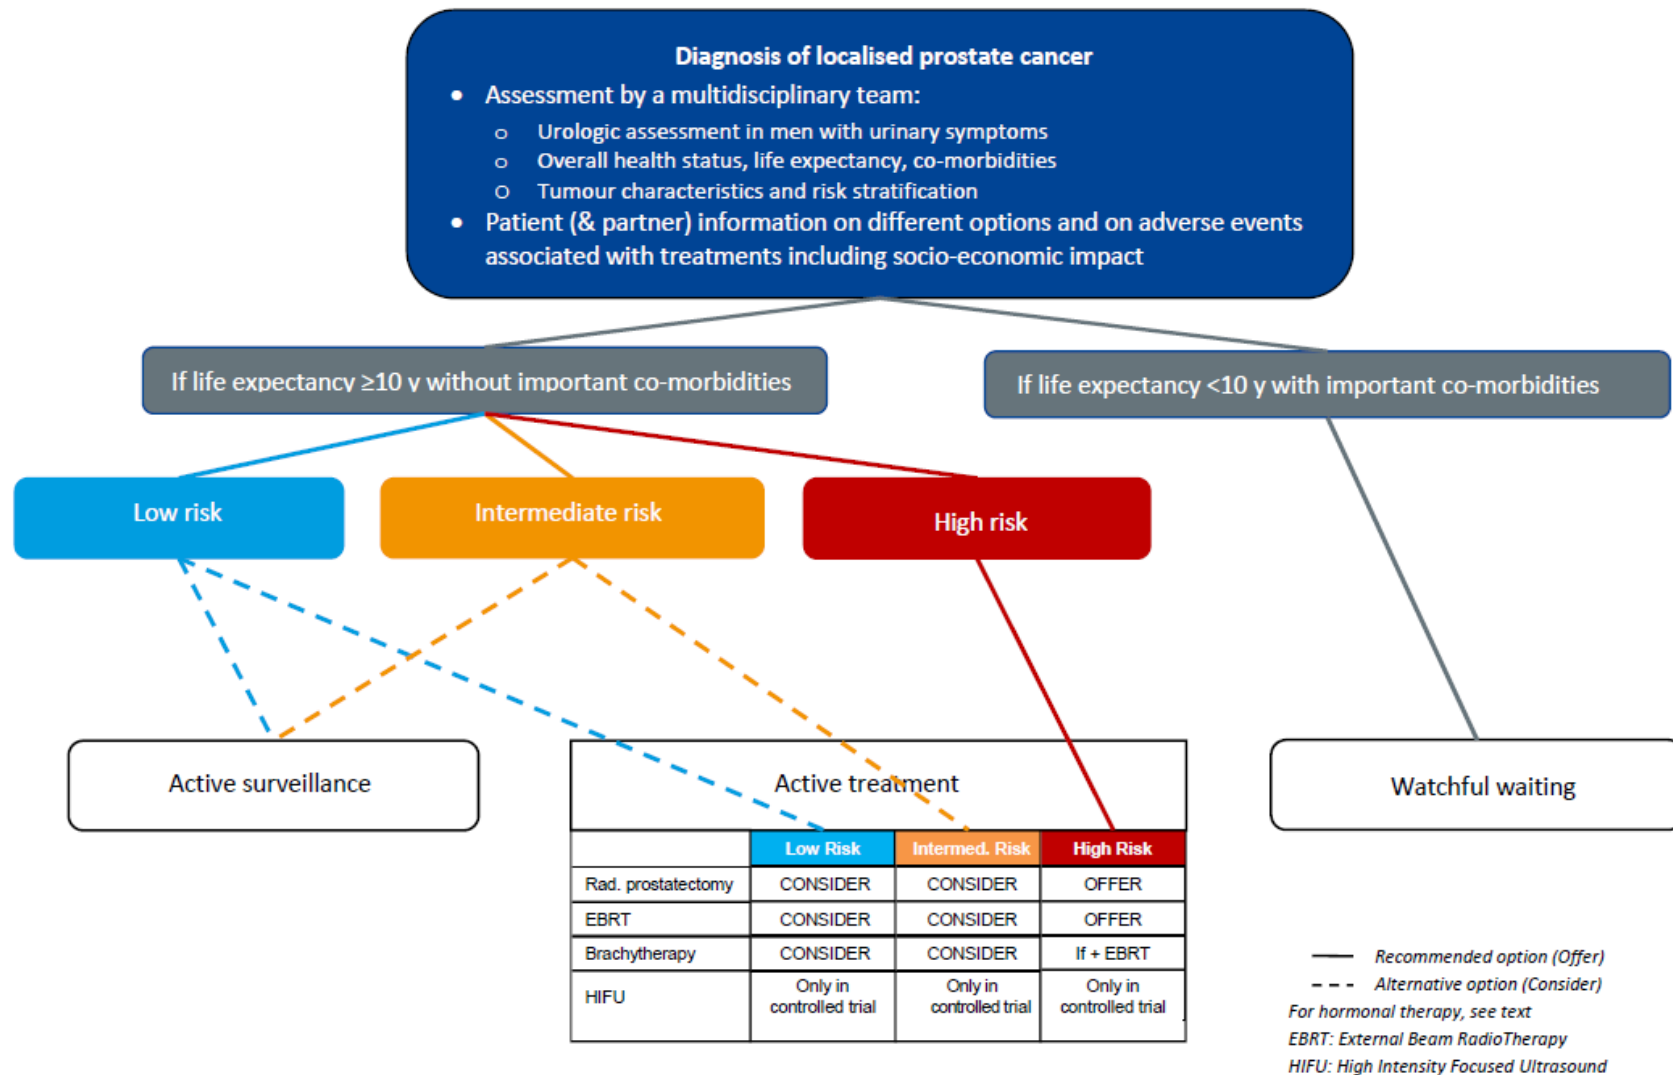 Diagnosis of localised prostate cancer
• Assessment by a multidisciplinary team:
o Urologic assessment in men with urinary symptoms
o Overall health status, life expectancy, co-morbidities
O Tumour characteristics and risk stratification
• Patient (& partner) information on different options and on adverse events
associated with treatments including socio-economic impact
If life expectancy ≥10 y without important co-morbidities
If life expectancy <10 y with important co-morbidities
Low risk
Intermediate risk
High risk
Active surveillance
Active treatment
Watchful waiting
Low Risk Intermed. Risk High Risk
Rad. prostatectomy CONSIDER CONSIDER OFFER
EBRT CONSIDER CONSIDER OFFER
Brachytherapy CONSIDER CONSIDER If + EBRT
HIFU Only in controlled trial Only in controlled trial Only in controlled trial
Recommended option (Offer)
Alternative option (Consider)
For hormonal therapy, see text
EBRT: External Beam RadioTherapy
HIFU: High Intensity Focused Ultrasound